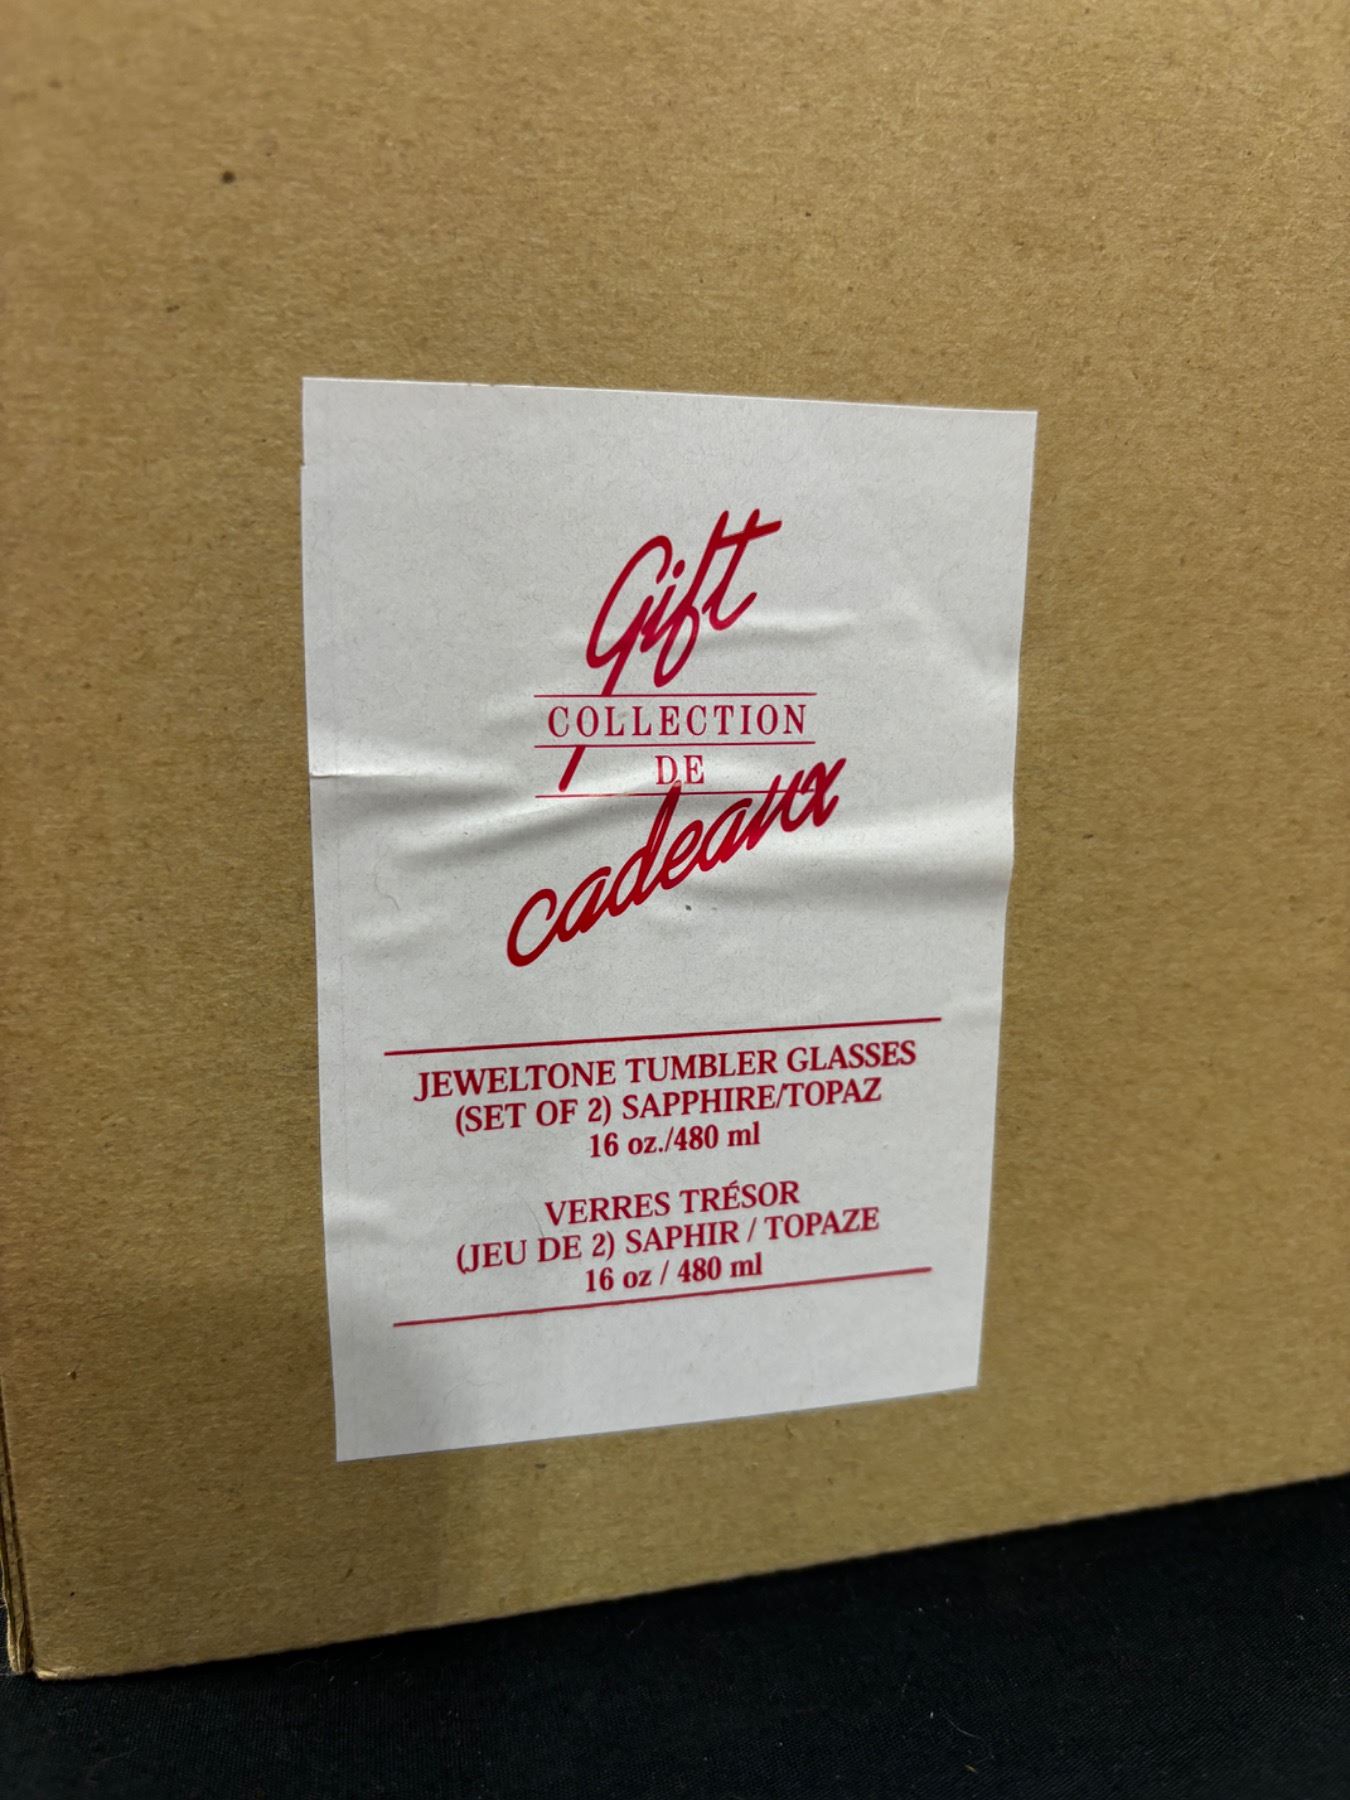 Gift
COLLECTION
DE
cadeaux
JEWELTONE TUMBLER GLASSES
(SET OF 2) SAPPHIRE/TOPAZ
16 oz./480 ml
VERRES TRÉSOR
(JEU DE 2) SAPHIR / TOPAZE
16 oz / 480 ml